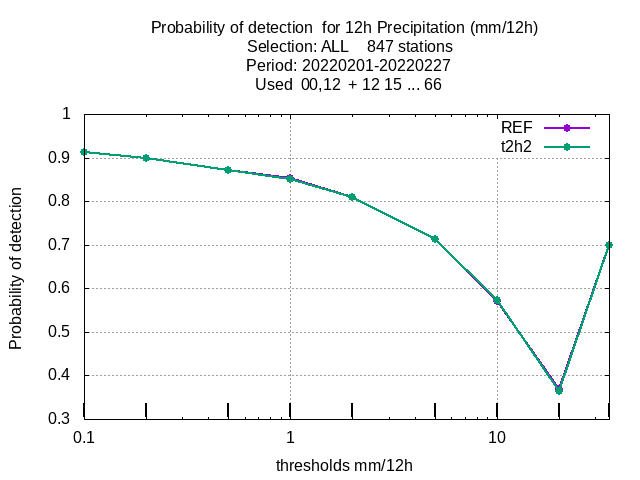 Probability of detection  for 12h Precipitation (mm/12h)
Selection: ALL    847 stations
Period: 20220201-20220227
Used  00,12  + 12 15 ... 66
REF
t2h2
1
0.9
0.8
0.7
0.6
0.5
0.4
0.3
Probability of detection
0.1
1
10
thresholds mm/12h